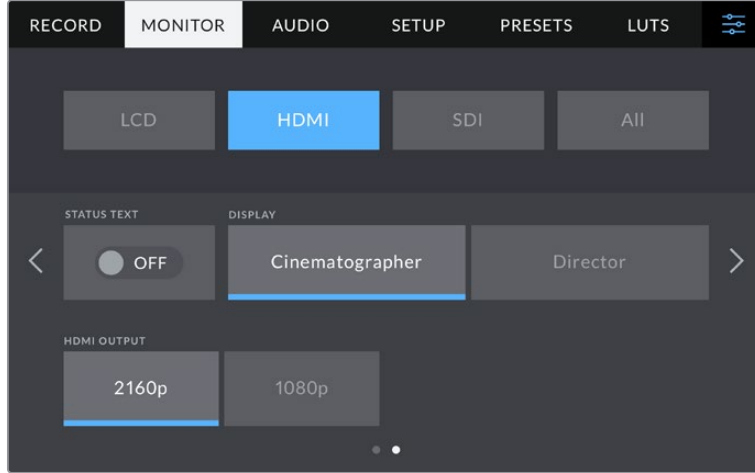 RECORD MONITOR AUDIO SETUP PRESETS LUTS
LCD HDMI SDI All
STATUS TEXT DISPLAY
OFF Cinematographer Director
HDMI OUTPUT
2160p 1080p